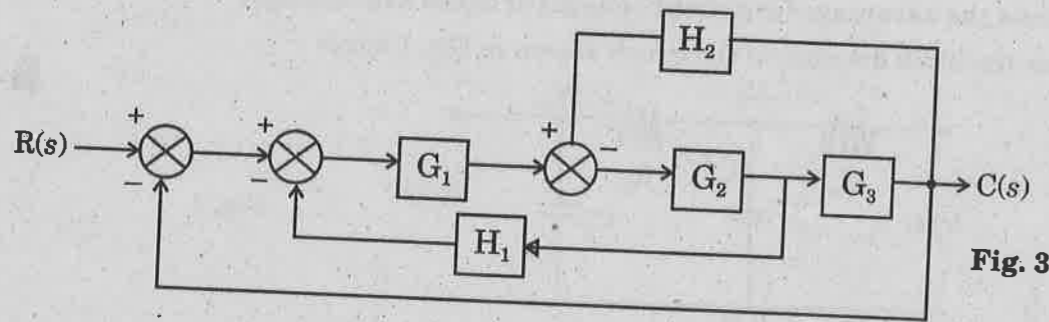 H₂
R(s) + − + − G₁ + − G₂ G₃ C(s)
H₁
Fig. 3